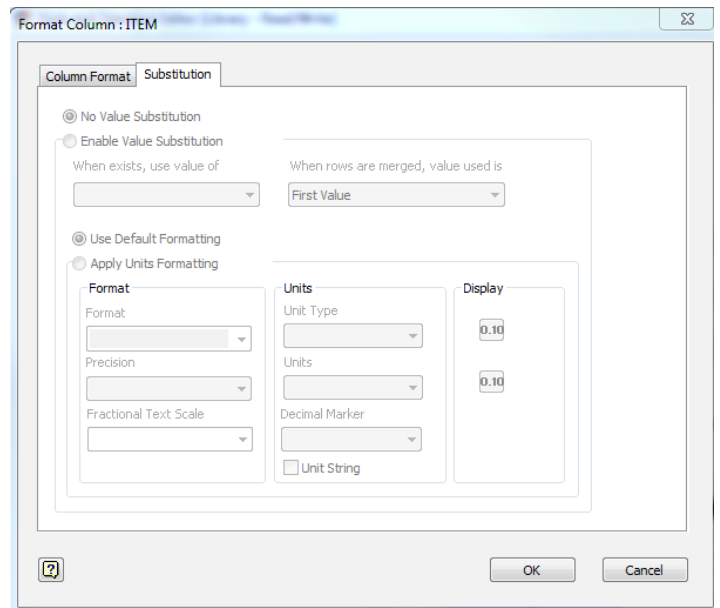 Format Column : ITEM
Column Format
Substitution
No Value Substitution
Enable Value Substitution
When exists, use value of
When rows are merged, value used is
First Value
Use Default Formatting
Apply Units Formatting
Format
Units
Display
Format
Unit Type
0.10
Precision
Units
0.10
Fractional Text Scale
Decimal Marker
Unit String
OK
Cancel